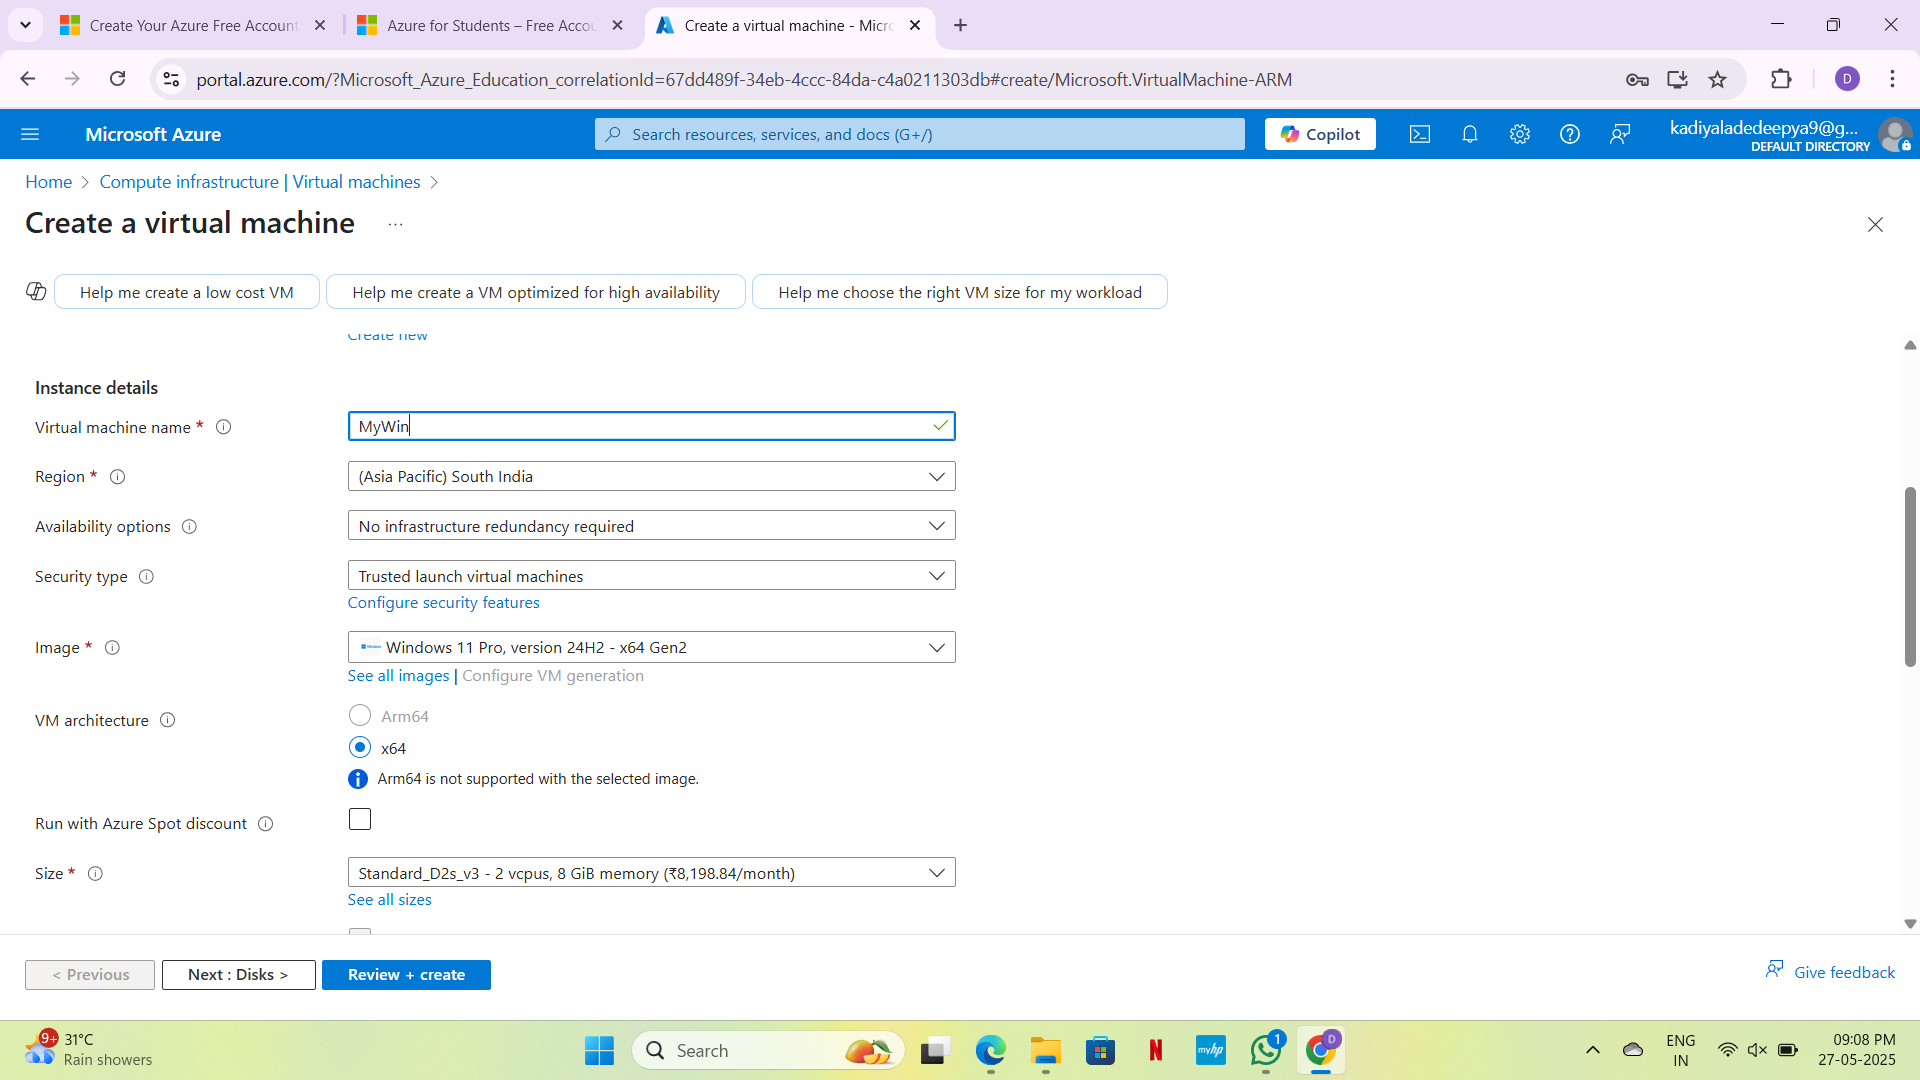 Create Your Azure Free Account
Azure for Students – Free Accou
Create a virtual machine - Micro
portal.azure.com/?Microsoft_Azure_Education_correlationId=67dd489f-34eb-4ccc-84da-c4a0211303db#create/Microsoft.VirtualMachine-ARM
D
Microsoft Azure
Search resources, services, and docs (G+/)
Copilot
kadiyaladedeepya9@g...
DEFAULT DIRECTORY
Home > Compute infrastructure | Virtual machines >
Create a virtual machine ...
Help me create a low cost VM
Help me create a VM optimized for high availability
Help me choose the right VM size for my workload
Create new
Instance details
Virtual machine name *
MyWin
Region *
(Asia Pacific) South India
Availability options
No infrastructure redundancy required
Security type
Trusted launch virtual machines
Configure security features
Image *
Windows 11 Pro, version 24H2 - x64 Gen2
See all images | Configure VM generation
VM architecture
Arm64
x64
Arm64 is not supported with the selected image.
Run with Azure Spot discount
Size *
Standard_D2s_v3 - 2 vcpus, 8 GiB memory (₹8,198.84/month)
See all sizes
< Previous
Next : Disks >
Review + create
Give feedback
9+
31°C
Rain showers
Search
N
myhp
1
D
ENG
IN
09:08 PM
27-05-2025